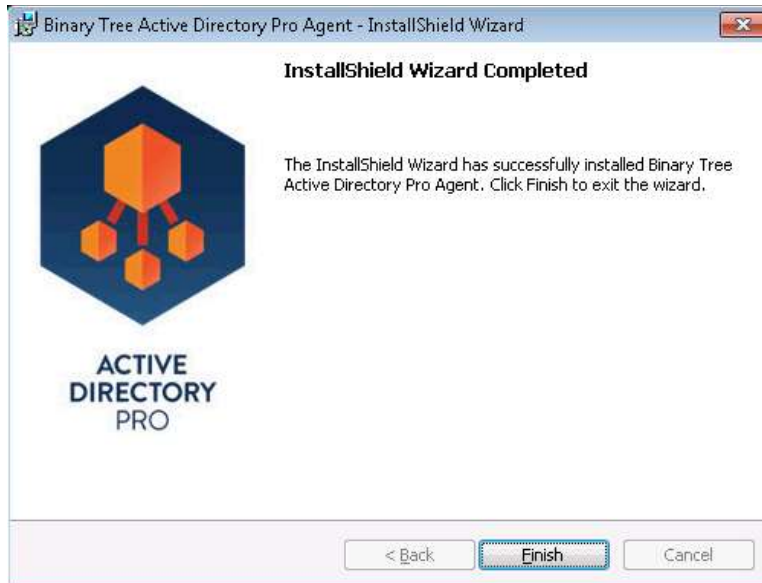 Binary Tree Active Directory Pro Agent - InstallShield Wizard
InstallShield Wizard Completed
The InstallShield Wizard has successfully installed Binary Tree
Active Directory Pro Agent. Click Finish to exit the wizard.
ACTIVE
DIRECTORY
PRO
< Back
Finish
Cancel